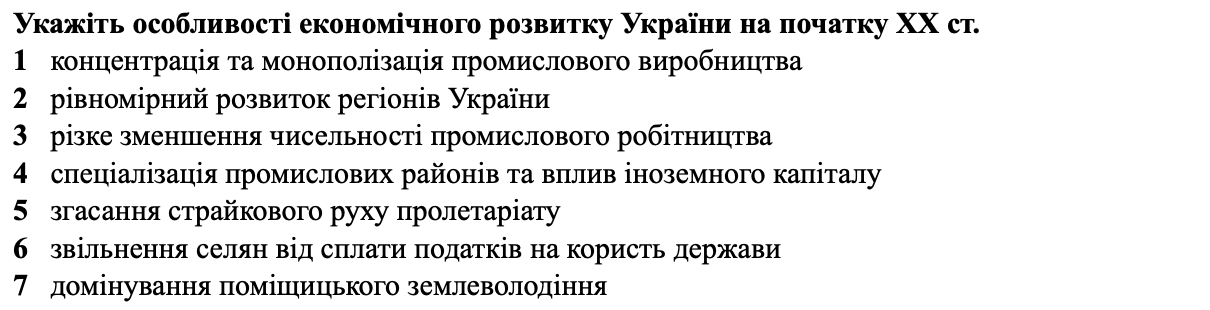 Укажіть особливості економічного розвитку України на початку ХХ ст.
1 концентрація та монополізація промислового виробництва
2 рівномірний розвиток регіонів України
3 різке зменшення чисельності промислового робітництва
4 спеціалізація промислових районів та вплив іноземного капіталу
5 згасання страйкового руху пролетаріату
6 звільнення селян від сплати податків на користь держави
7 домінування поміщицького землеволодіння